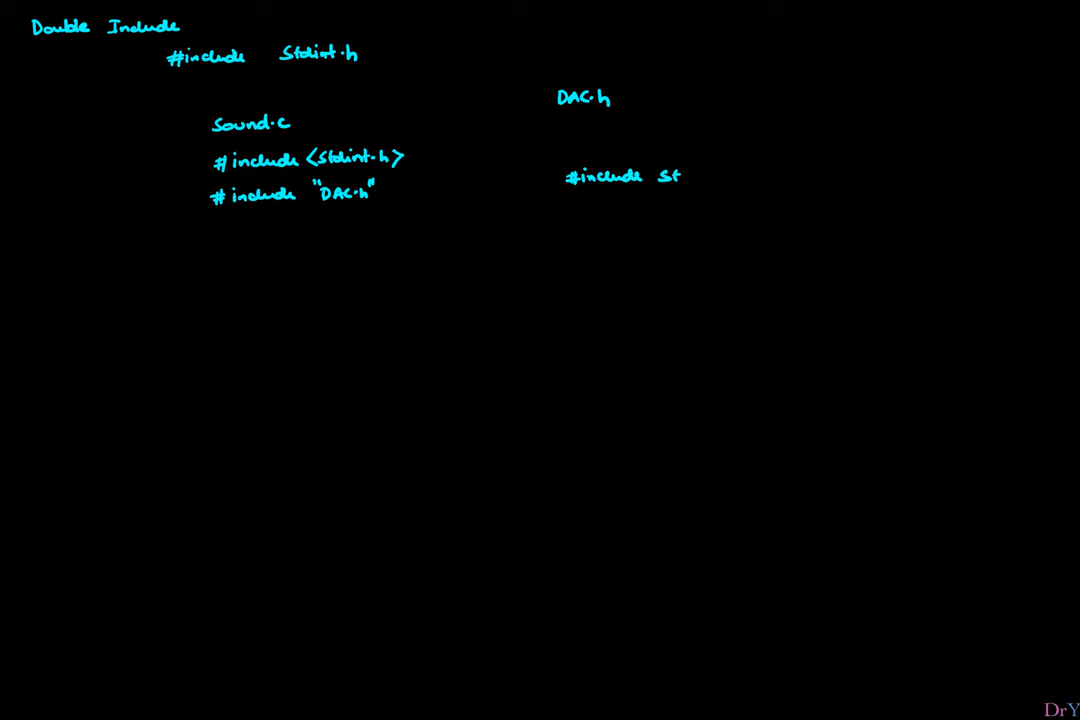 Double Include
#include Stdint.h
DAC.h
Sound.c
#include <Stdint.h>
#include St
#include "DAC.h"
DrY